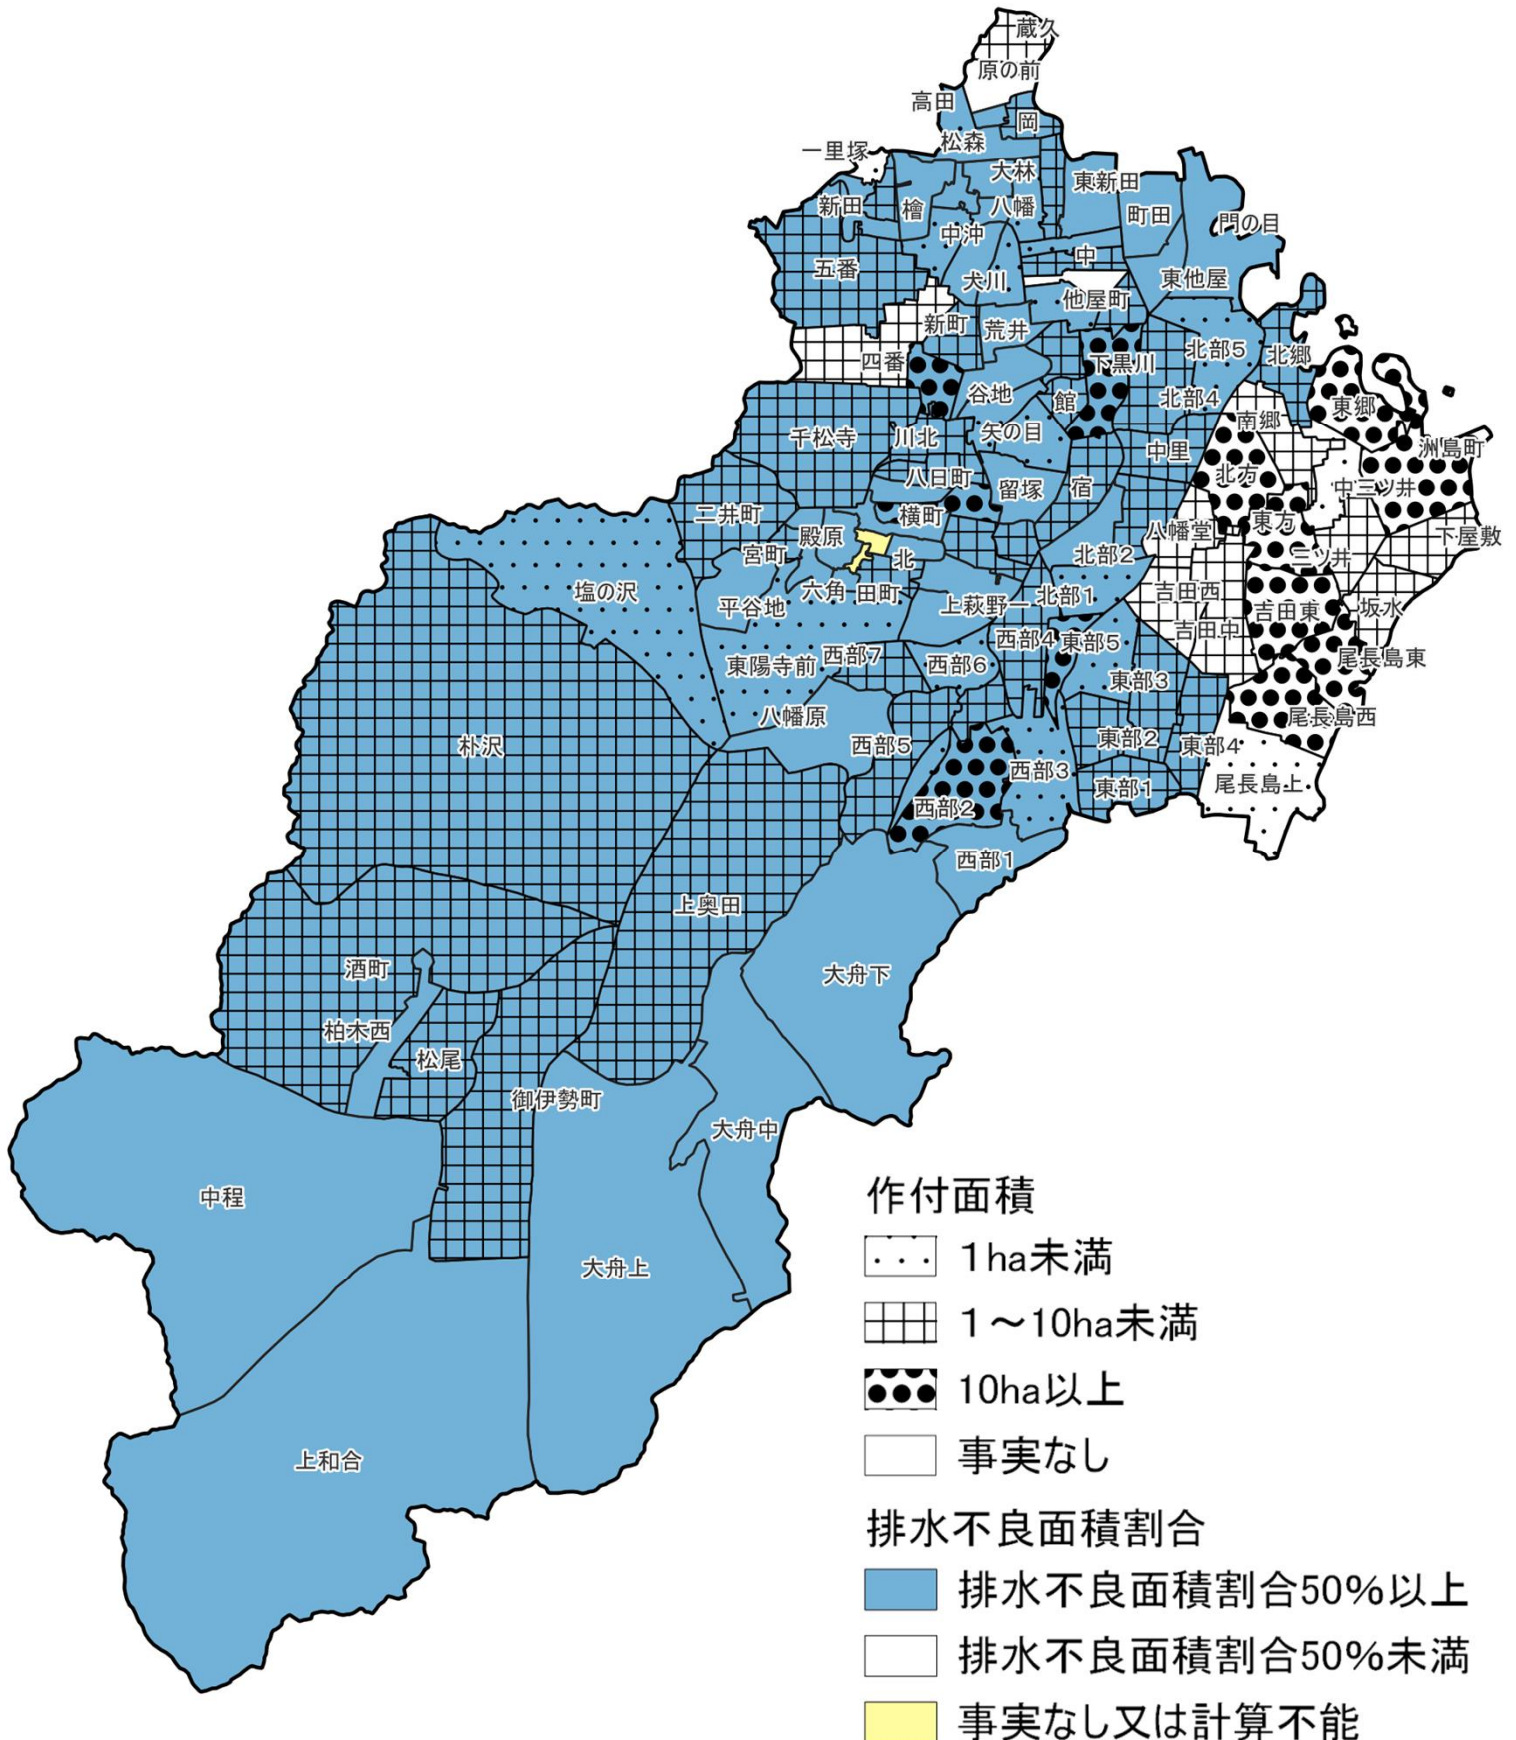 蔵久
原の前
高田
岡
松森
一里塚
大林
東新田
新田
檜
八幡
町田
門の目
中沖
中
五番
犬川
東他屋
他屋町
新町
荒井
四番
下黒川
北部5
北郷
谷地
館
北部4
東郷
南郷
千松寺
川北
矢の目
中里
洲島町
八日町
留塚
宿
北方
中三ツ井
二井町
横町
東方
八幡堂
下屋敷
殿原
宮町
北
北部2
二ツ井
塩の沢
六角
田町
吉田西
平谷地
上萩野一
北部1
吉田東
坂水
吉田中
西部4
東部5
東陽寺前
西部7
西部6
尾長島東
東部3
八幡原
尾長島西
朴沢
西部5
東部2
東部4
西部3
尾長島上
東部1
西部2
西部1
上奥田
酒町
大舟下
柏木西
松尾
御伊勢町
大舟中
中程
大舟上
上和合
作付面積
1ha未満
1～10ha未満
10ha以上
事実なし
排水不良面積割合
排水不良面積割合50%以上
排水不良面積割合50%未満
事実なし又は計算不能